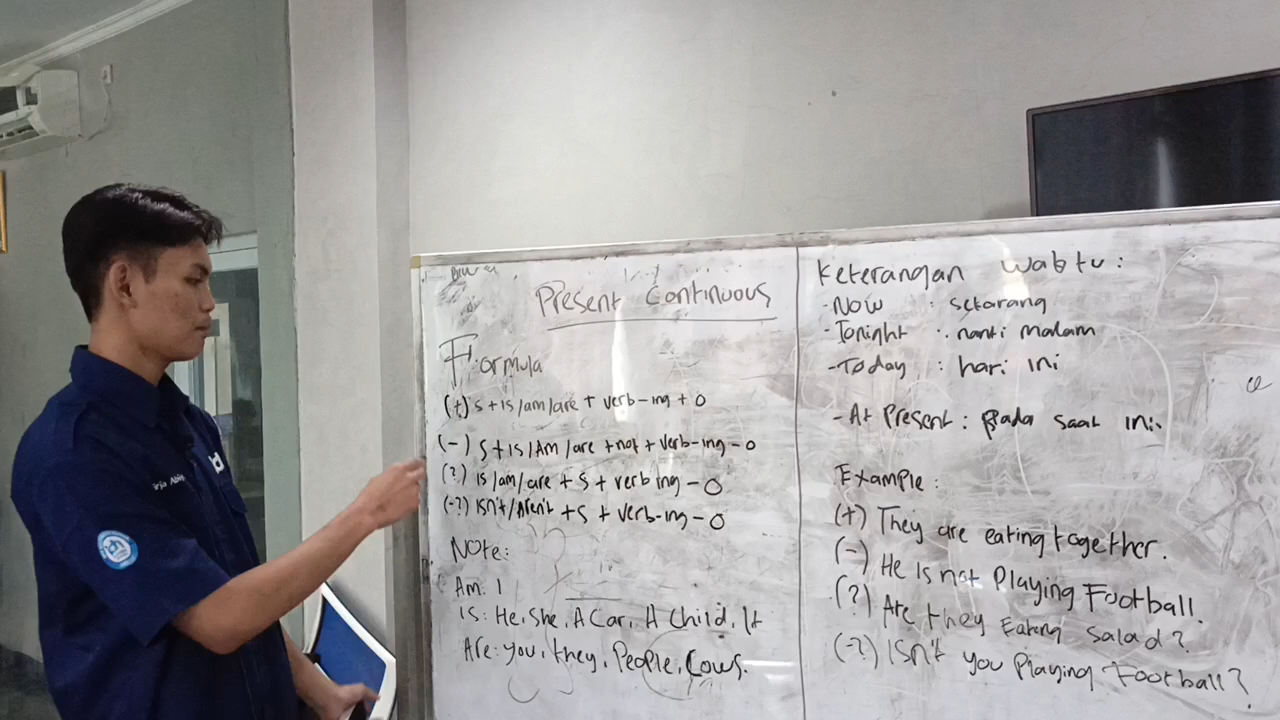 Present Continuous
Formula
(+) S + is/am/are + verb-ing + O
(-) S + is/Am/are + not + verb-ing - O
(?) is/am/are + S + verb ing - O
(-?) isn't/Aren't + S + verb-ing - O
Note:
Am: I
Is: He, She, A Car, A Child, It
Are: you, they, People, Cows.
Keterangan Waktu:
- Now : sekarang
- Tonight : nanti malam
- Today : hari ini
- At Present : pada saat ini.
Example:
(+) They are eating together.
(-) He is not Playing Football.
(?) Are they Eating Salad?
(-?) Isn't you Playing Football?